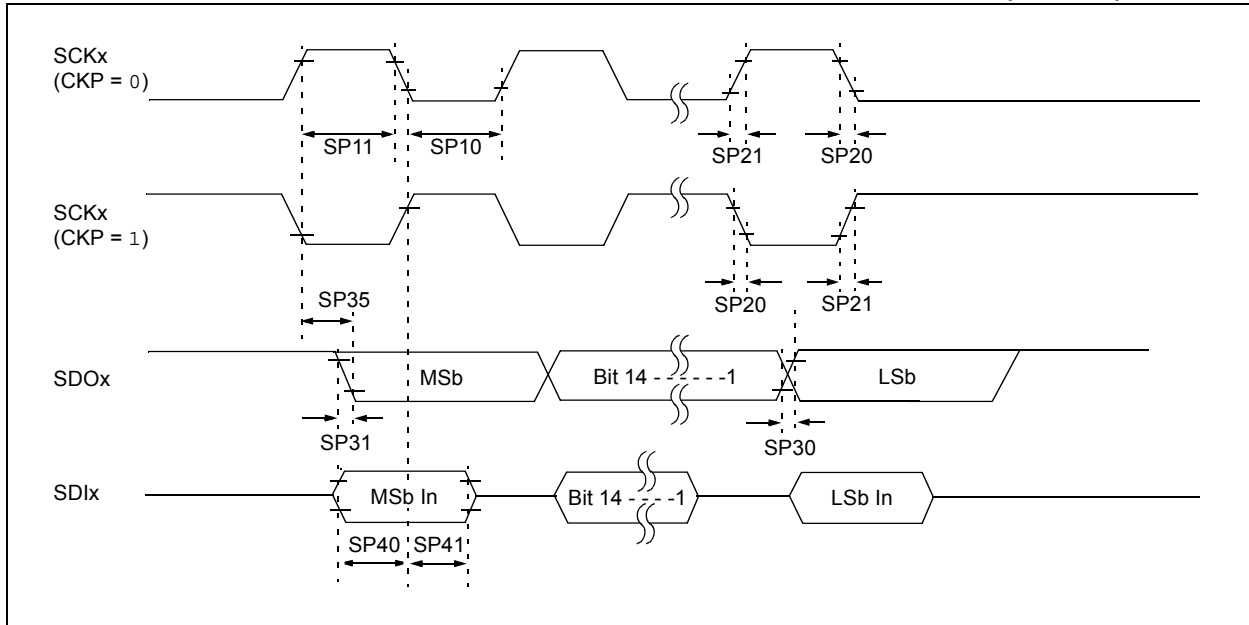 SCKx
(CKP = 0)
SP11
SP10
SP21
SP20
SCKx
(CKP = 1)
SP35
SP20
SP21
SDOx
MSb
Bit 14 - - - - - -1
LSb
SP31
SP30
SDIx
MSb In
Bit 14 - - - -1
LSb In
SP40
SP41